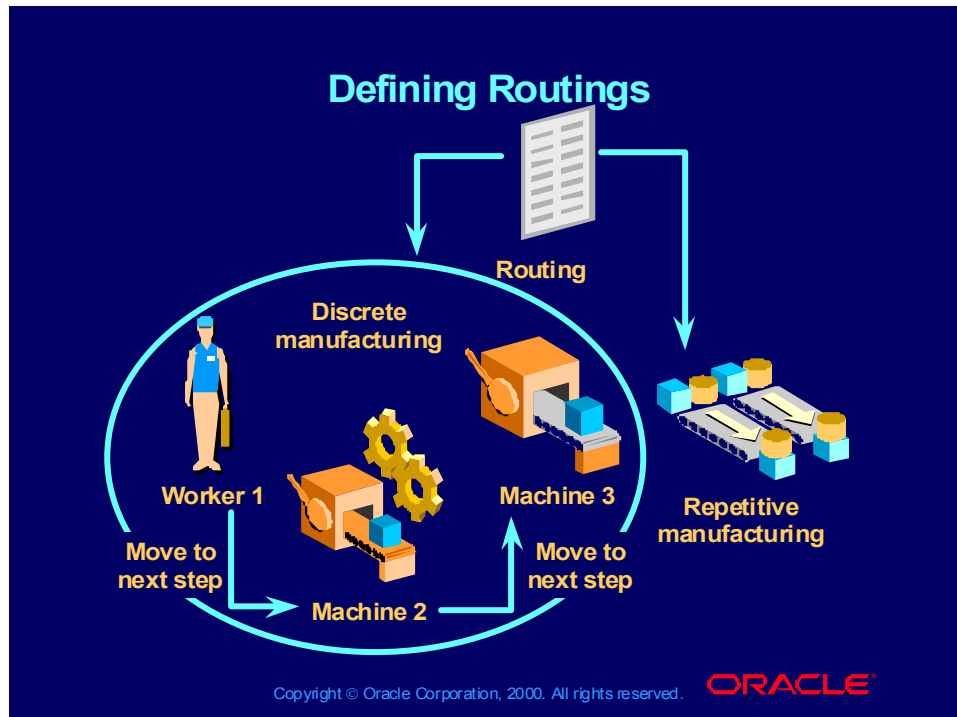 Defining Routings
Routing
Discrete
manufacturing
Worker 1
Machine 3
Repetitive
manufacturing
Move to
next step
Move to
next step
Machine 2
Copyright © Oracle Corporation, 2000. All rights reserved.
ORACLE®